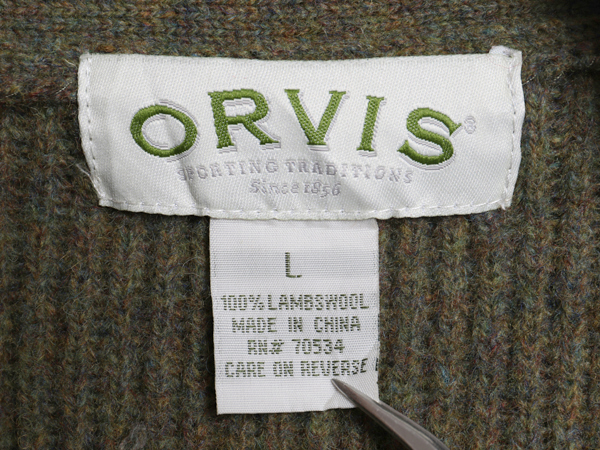 ORVIS®
SPORTING TRADITIONS
Since 1856
L
100% LAMBSWOOL
MADE IN CHINA
RN# 70534
CARE ON REVERSE